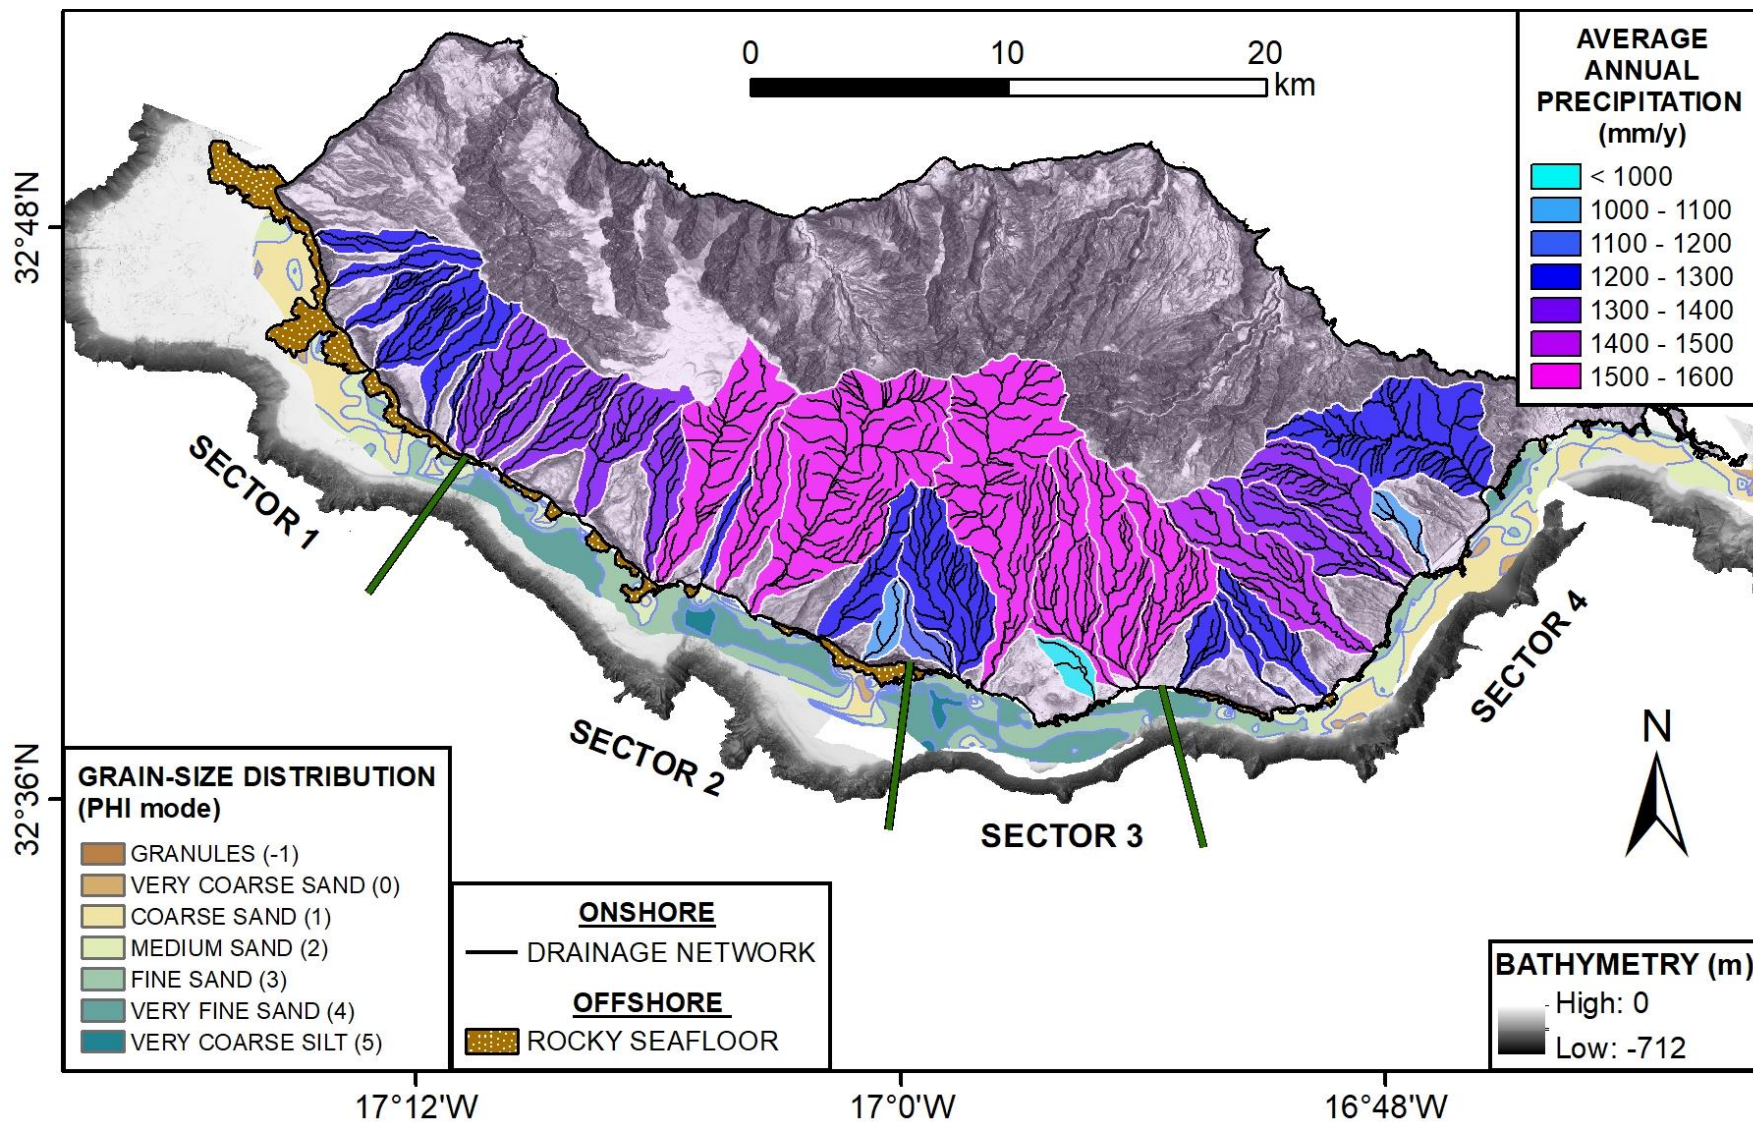 0 10 20
km
AVERAGE
ANNUAL
PRECIPITATION
(mm/y)
< 1000
1000 - 1100
1100 - 1200
1200 - 1300
1300 - 1400
1400 - 1500
1500 - 1600
32°48'N
32°36'N
SECTOR 1
SECTOR 2
SECTOR 3
SECTOR 4
N
GRAIN-SIZE DISTRIBUTION
(PHI mode)
GRANULES (-1)
VERY COARSE SAND (0)
COARSE SAND (1)
MEDIUM SAND (2)
FINE SAND (3)
VERY FINE SAND (4)
VERY COARSE SILT (5)
ONSHORE
DRAINAGE NETWORK
OFFSHORE
ROCKY SEAFLOOR
BATHYMETRY (m)
High: 0
Low: -712
17°12'W 17°0'W 16°48'W